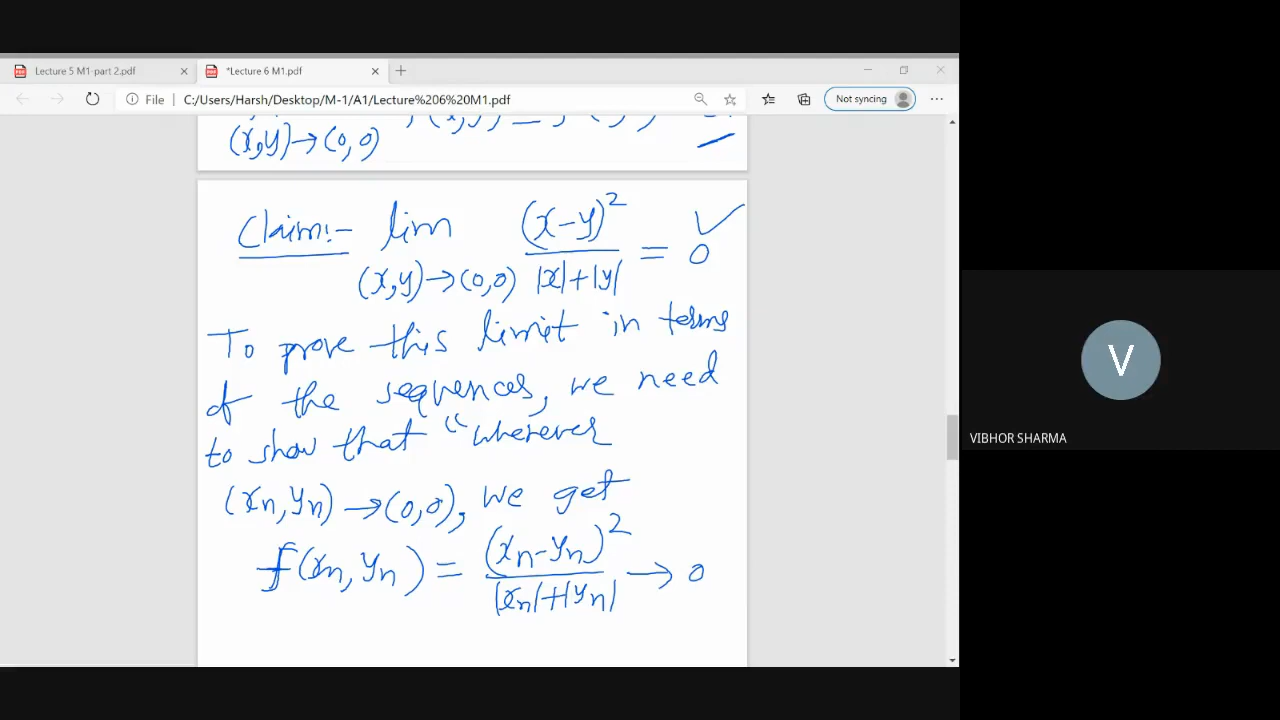 Lecture 5 M1-part 2.pdf
*Lecture 6 M1.pdf
File | C:/Users/Harsh/Desktop/M-1/A1/Lecture%206%20M1.pdf
Not syncing
(x,y)→(0,0)
Claim:- lim (x-y)² / |x|+|y| = 0 ✓
(x,y)→(0,0)
To prove this limit in terms
of the sequences, we need
to show that "wherever
(xn, yn) →(0,0), we get
f(xn, yn) = (xn-yn)² / |xn|+|yn| → 0
V
VIBHOR SHARMA